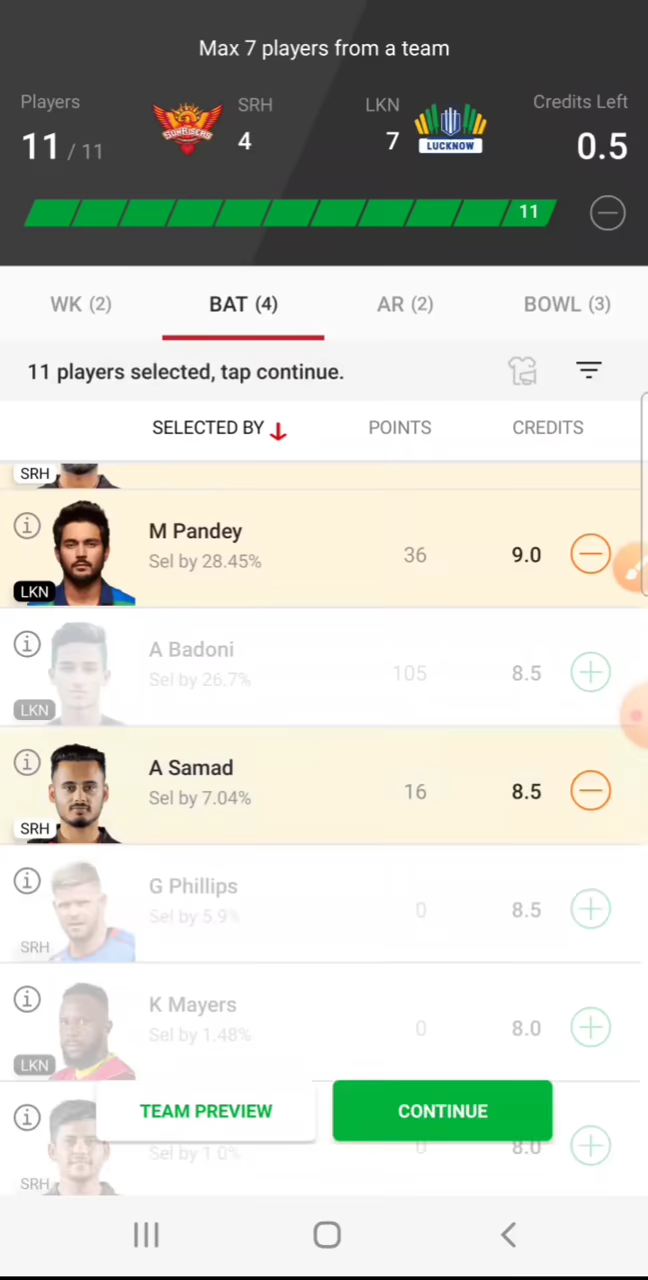 Max 7 players from a team
Players
SRH
LKN
Credits Left
11 / 11
SUNRISERS
4
7
LUCKNOW
0.5
11
WK (2)
BAT (4)
AR (2)
BOWL (3)
11 players selected, tap continue.
SELECTED BY
POINTS
CREDITS
SRH
M Pandey
Sel by 28.45%
36
9.0
LKN
A Badoni
Sel by 26.7%
105
8.5
LKN
A Samad
Sel by 7.04%
16
8.5
SRH
G Phillips
Sel by 5.9%
0
8.5
SRH
K Mayers
Sel by 1.48%
0
8.0
LKN
TEAM PREVIEW
CONTINUE
Sel by 1.0%
0
8.0
SRH